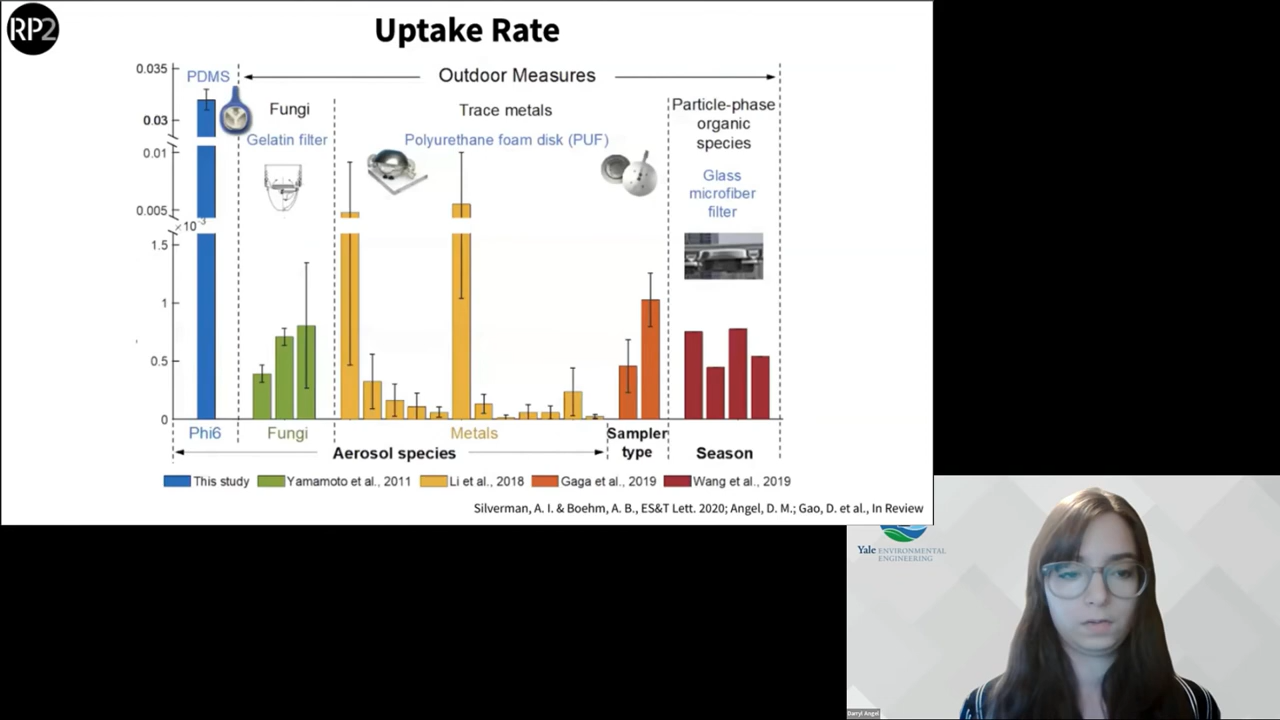 RP2
Uptake Rate
0.035
0.03
0.01
0.005
×10⁻³
1.5
1
0.5
0
PDMS
Outdoor Measures
Fungi
Gelatin filter
Trace metals
Polyurethane foam disk (PUF)
Particle-phase
organic
species
Glass
microfiber
filter
Phi6
Fungi
Metals
Sampler
type
Season
Aerosol species
This study
Yamamoto et al., 2011
Li et al., 2018
Gaga et al., 2019
Wang et al., 2019
Silverman, A. I. & Boehm, A. B., ES&T Lett. 2020; Angel, D. M.; Gao, D. et al., In Review
Yale ENVIRONMENTAL
ENGINEERING
Darryl Angel